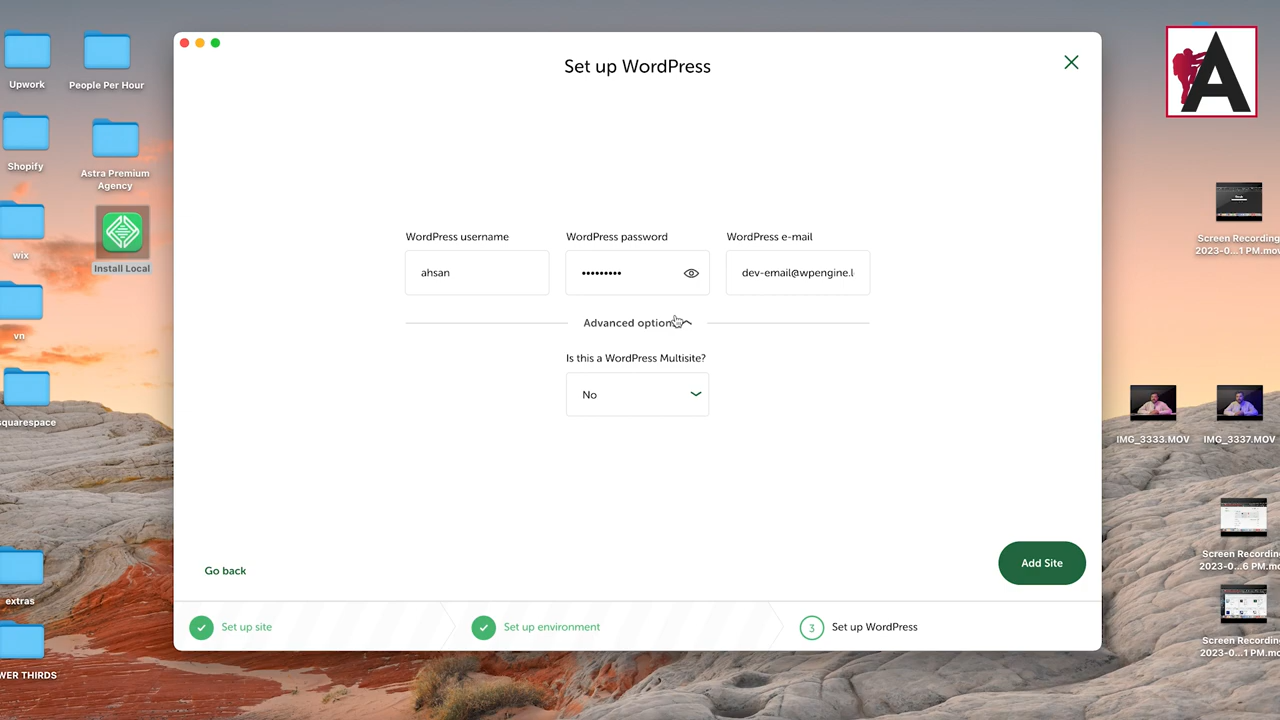 Set up WordPress
A
Upwork
People Per Hour
Shopify
Astra Premium
Agency
wix
Install Local
vn
squarespace
extras
WER THIRDS
WordPress username
WordPress password
WordPress e-mail
ahsan
•••••••••
dev-email@wpengine.l
Advanced option
Is this a WordPress Multisite?
No
Go back
Add Site
Set up site
Set up environment
3
Set up WordPress
Screen Recording
2023-0...1 PM.mov
IMG_3333.MOV
IMG_3337.MOV
Screen Recording
2023-0...6 PM.mo
Screen Recording
2023-0...1 PM.mo